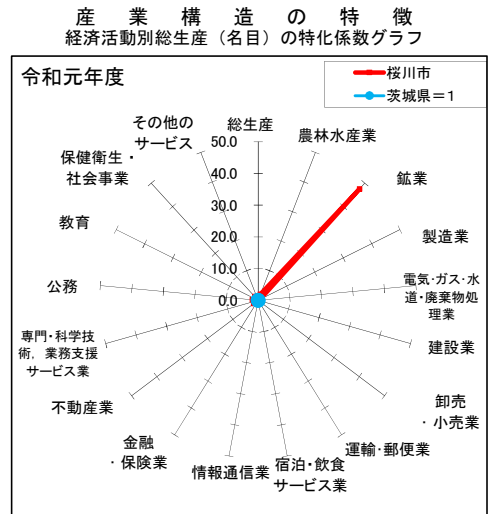 産業構造の特徴
経済活動別総生産（名目）の特化係数グラフ
令和元年度
桜川市
茨城県＝1
総生産
農林水産業
鉱業
製造業
電気･ガス･水
道･廃棄物処
理業
建設業
卸売
・小売業
運輸･郵便業
宿泊・飲食
サービス業
情報通信業
金融
・保険業
不動産業
専門・科学技
術，業務支援
サービス業
公務
教育
保健衛生・
社会事業
その他の
サービス
50.0
40.0
30.0
20.0
10.0
0.0